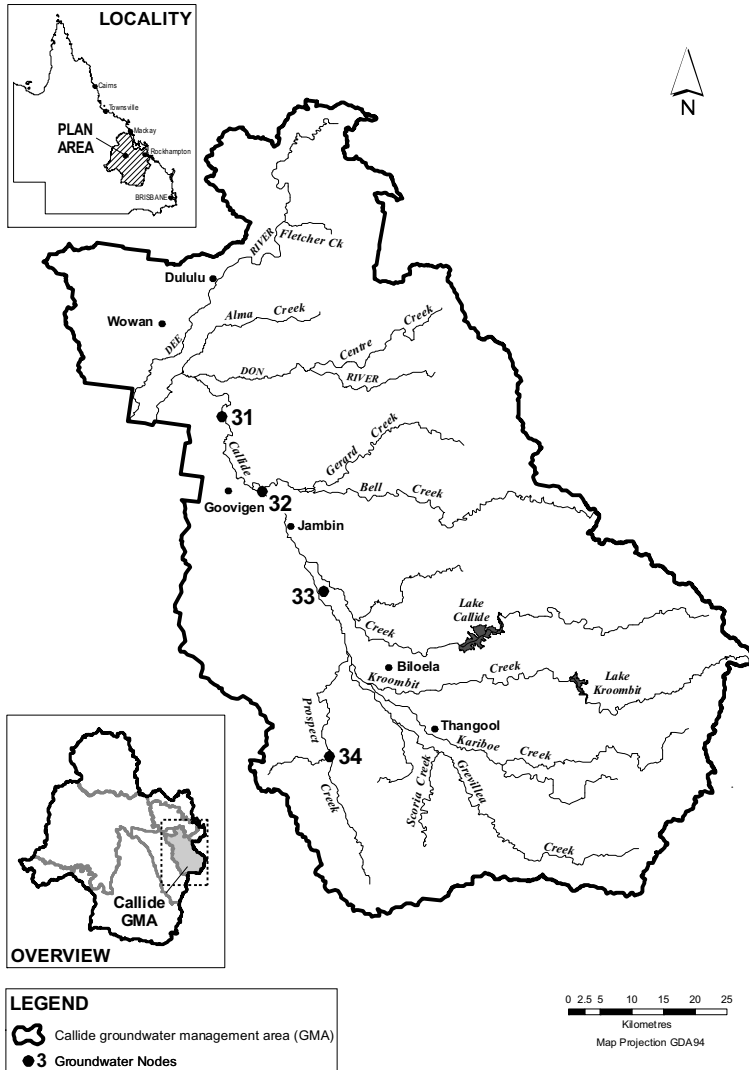 LOCALITY
Cairns
Townsville
Mackay
PLAN
AREA
Rockhampton
BRISBANE
N
RIVER
Fletcher Ck
Dululu
Wowan
DEE
Alma Creek
Centre Creek
DON RIVER
31
Callide
Gerard Creek
Goovigen
32
Bell Creek
Jambin
33
Lake
Callide
Creek
Biloela
Kroombit Creek
Lake
Kroombit
Prospect
Creek
34
Thangool
Kariboe Creek
Scoria Creek
Grevillea
Creek
Callide
GMA
OVERVIEW
LEGEND
Callide groundwater management area (GMA)
3 Groundwater Nodes
0 2.5 5 10 15 20 25
Kilometres
Map Projection GDA94